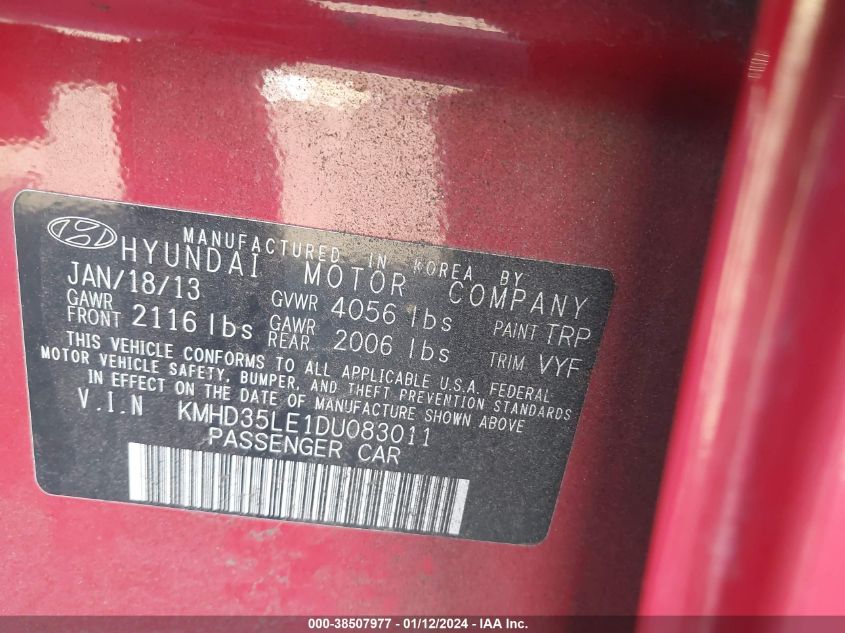 MANUFACTURED IN KOREA BY
HYUNDAI MOTOR COMPANY
JAN/18/13 GVWR 4056 lbs PAINT TRP
GAWR FRONT 2116 lbs GAWR REAR 2006 lbs TRIM VYF
THIS VEHICLE CONFORMS TO ALL APPLICABLE U.S.A. FEDERAL
MOTOR VEHICLE SAFETY, BUMPER, AND THEFT PREVENTION STANDARDS
IN EFFECT ON THE DATE OF MANUFACTURE SHOWN ABOVE
V.I.N KMHD35LE1DU083011
PASSENGER CAR
000-38507977 - 01/12/2024 - IAA Inc.